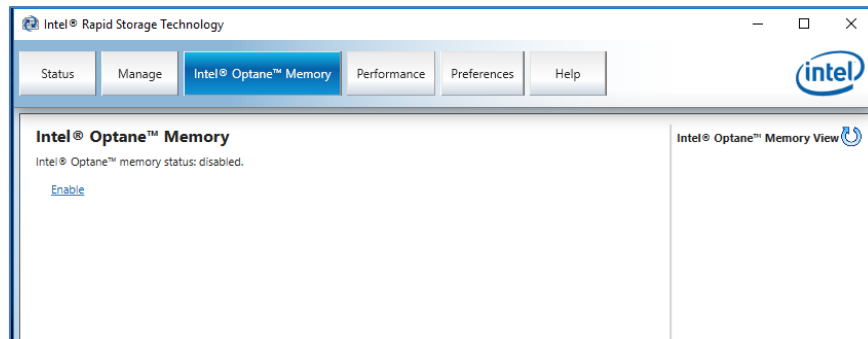 Intel® Rapid Storage Technology
Status
Manage
Intel® Optane™ Memory
Performance
Preferences
Help
intel
Intel® Optane™ Memory
Intel® Optane™ memory status: disabled.
Enable
Intel® Optane™ Memory View